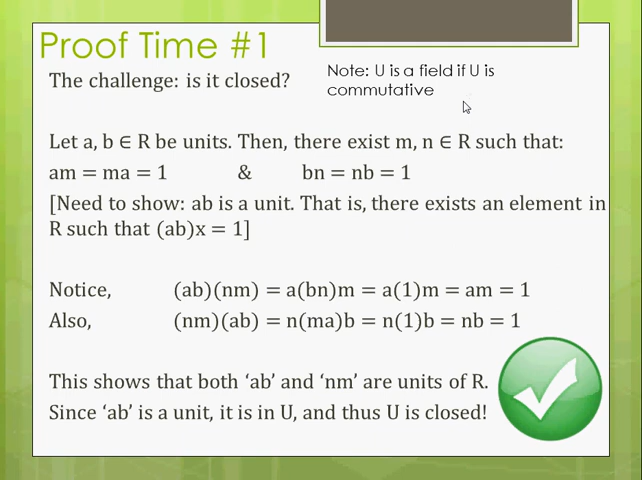 Proof Time #1
The challenge: is it closed?
Note: U is a field if U is
commutative
Let a, b ∈ R be units. Then, there exist m, n ∈ R such that:
am = ma = 1 & bn = nb = 1
[Need to show: ab is a unit. That is, there exists an element in
R such that (ab)x = 1]
Notice, (ab)(nm) = a(bn)m = a(1)m = am = 1
Also, (nm)(ab) = n(ma)b = n(1)b = nb = 1
This shows that both ‘ab’ and ‘nm’ are units of R.
Since ‘ab’ is a unit, it is in U, and thus U is closed!